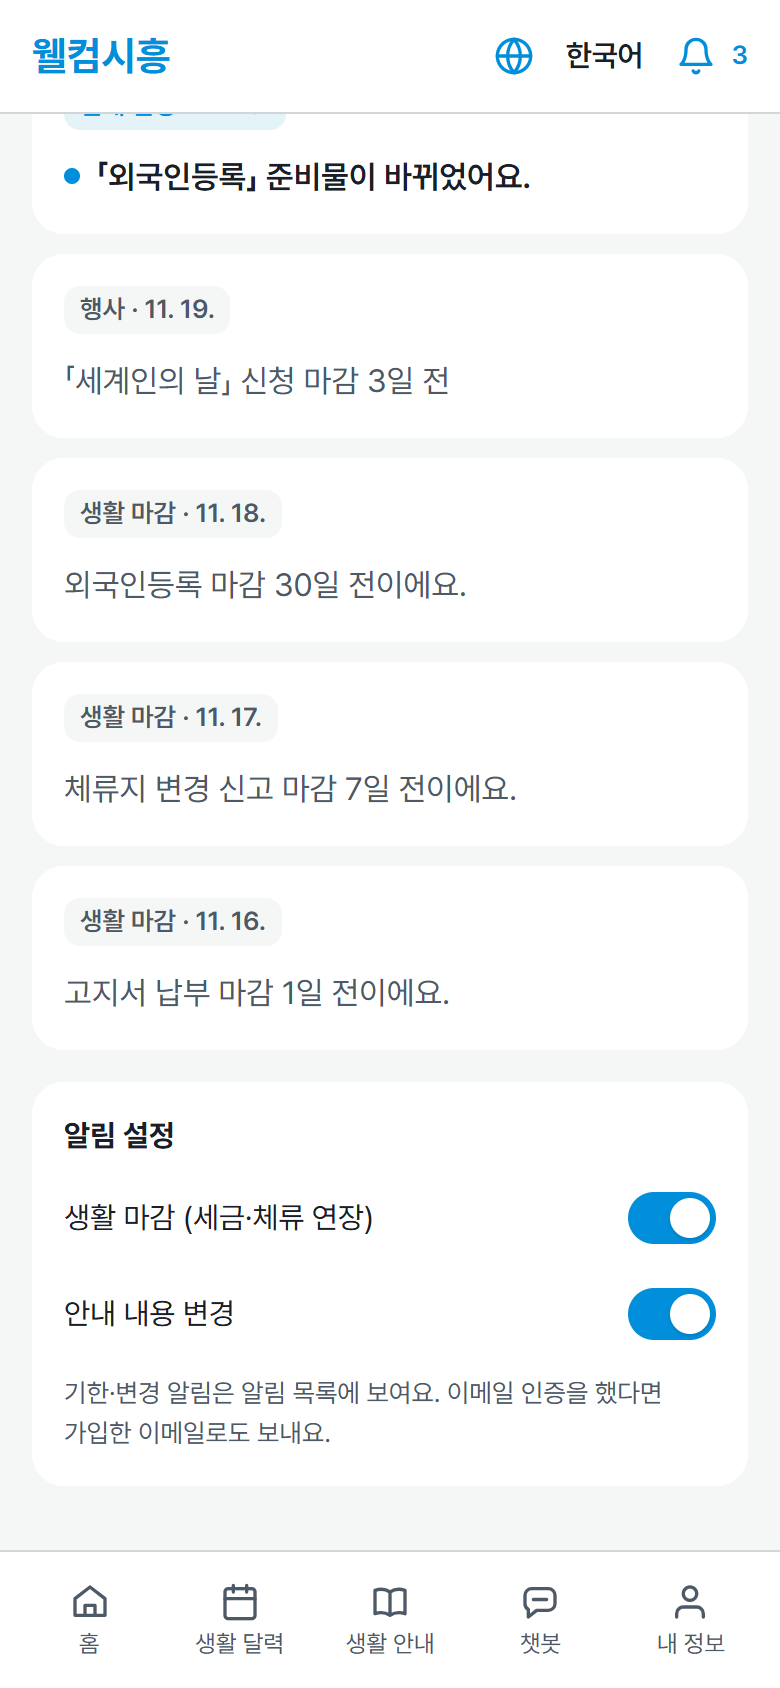 웰컴시흥
한국어
3
「외국인등록」 준비물이 바뀌었어요.
행사 · 11. 19.
「세계인의 날」 신청 마감 3일 전
생활 마감 · 11. 18.
외국인등록 마감 30일 전이에요.
생활 마감 · 11. 17.
체류지 변경 신고 마감 7일 전이에요.
생활 마감 · 11. 16.
고지서 납부 마감 1일 전이에요.
알림 설정
생활 마감 (세금·체류 연장)
안내 내용 변경
기한·변경 알림은 알림 목록에 보여요. 이메일 인증을 했다면
가입한 이메일로도 보내요.
홈
생활 달력
생활 안내
챗봇
내 정보